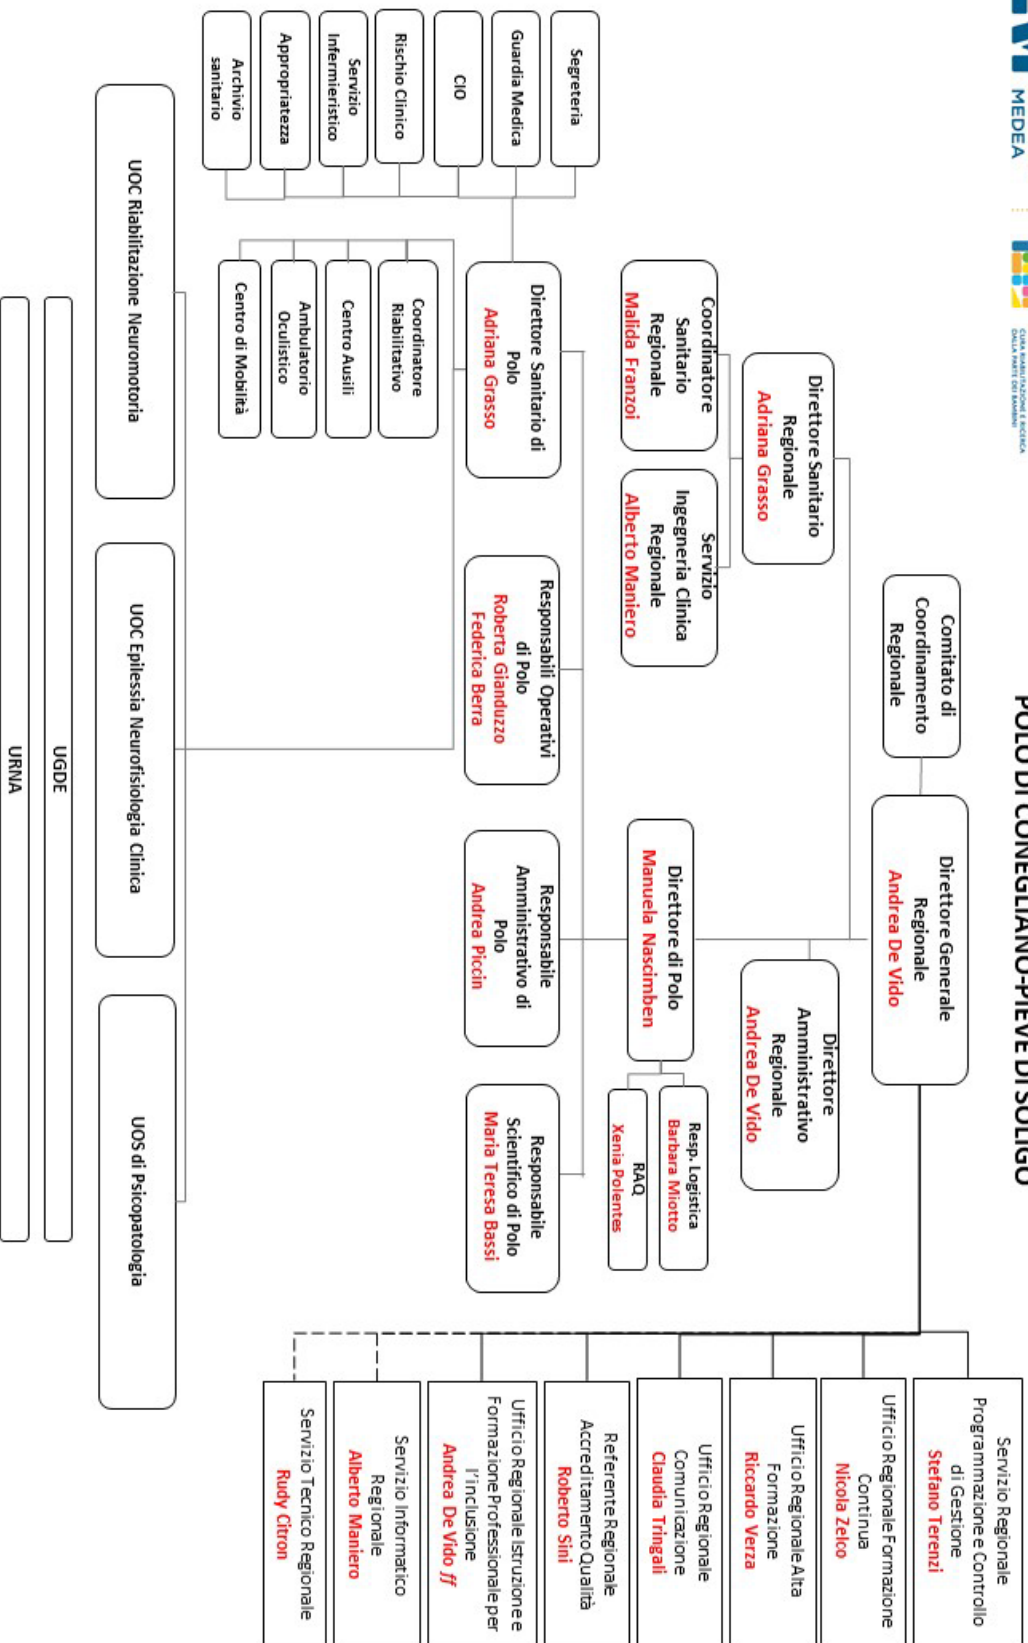 MEDEA
CURA RIABILITAZIONE E RICERCA
DALLA PARTE DEI BAMBINI
POLO DI CONEGLIANO-PIEVE DI SOLIGO
Comitato di
Coordinamento
Regionale
Direttore Generale
Regionale
Andrea De Vido
Direttore Sanitario
Regionale
Adriana Grasso
Direttore
Amministrativo
Regionale
Andrea De Vido
Coordinatore
Sanitario
Regionale
Malida Franzoi
Servizio
Ingegneria Clinica
Regionale
Alberto Maniero
Direttore di Polo
Manuela Nascimben
Resp. Logistica
Barbara Miotto
RAQ
Xenia Polentes
Direttore Sanitario di
Polo
Adriana Grasso
Responsabili Operativi
di Polo
Roberta Gianduzzo
Federica Berra
Responsabile
Amministrativo di
Polo
Andrea Piccin
Responsabile
Scientifico di Polo
Maria Teresa Bassi
Segreteria
Guardia Medica
CIO
Rischio Clinico
Servizio
Infermieristico
Appropriatezza
Archivio
sanitario
Coordinatore
Riabilitativo
Centro Ausili
Ambulatorio
Oculistico
Centro di Mobilità
UOC Riabilitazione Neuromotoria
UOC Epilessia Neurofisiologia Clinica
UOS di Psicopatologia
UGDE
URNA
Servizio Regionale
Programmazione e Controllo
di Gestione
Stefano Terenzi
Ufficio Regionale Formazione
Continua
Nicola Zelco
Ufficio Regionale Alta
Formazione
Riccardo Verza
Ufficio Regionale
Comunicazione
Claudia Tringali
Referente Regionale
Accreditamento Qualità
Roberto Sini
Ufficio Regionale Istruzione e
Formazione Professionale per
l'inclusione
Andrea De Vido ff
Servizio Informatico
Regionale
Alberto Maniero
Servizio Tecnico Regionale
Rudy Citron